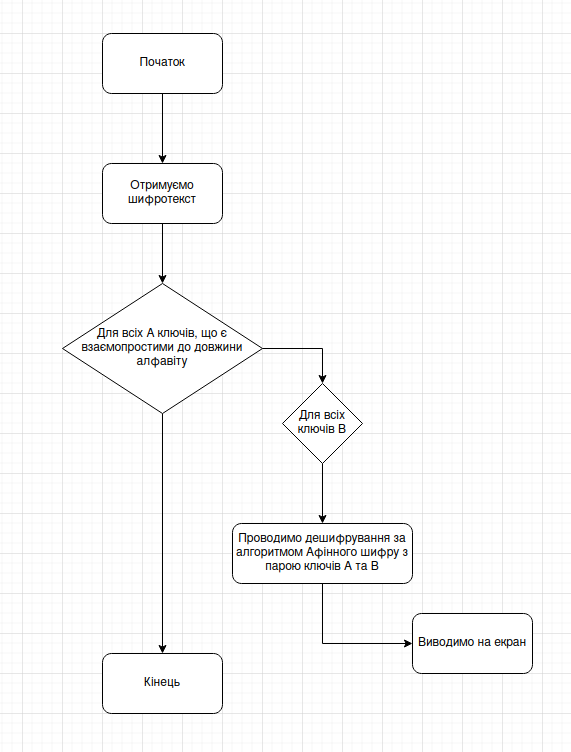 Початок
Отримуємо
шифротекст
Для всіх А ключів, що є
взаємопростими до довжини
алфавіту
Для всіх
ключів В
Проводимо дешифрування за
алгоритмом Афінного шифру з
парою ключів А та В
Виводимо на екран
Кінець